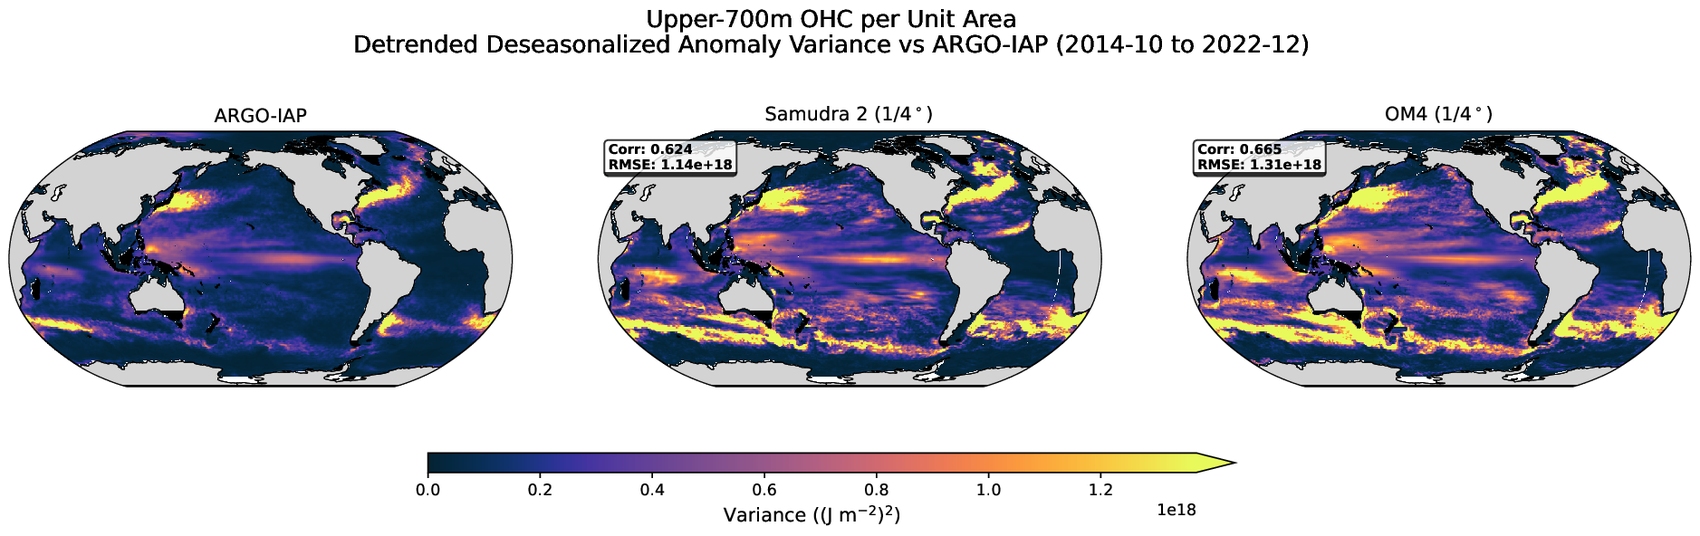 Upper-700m OHC per Unit Area
Detrended Deseasonalized Anomaly Variance vs ARGO-IAP (2014-10 to 2022-12)
ARGO-IAP
Samudra 2 (1/4°)
OM4 (1/4°)
Corr: 0.624
RMSE: 1.14e+18
Corr: 0.665
RMSE: 1.31e+18
0.0 0.2 0.4 0.6 0.8 1.0 1.2
1e18
Variance ((J m⁻²)²)